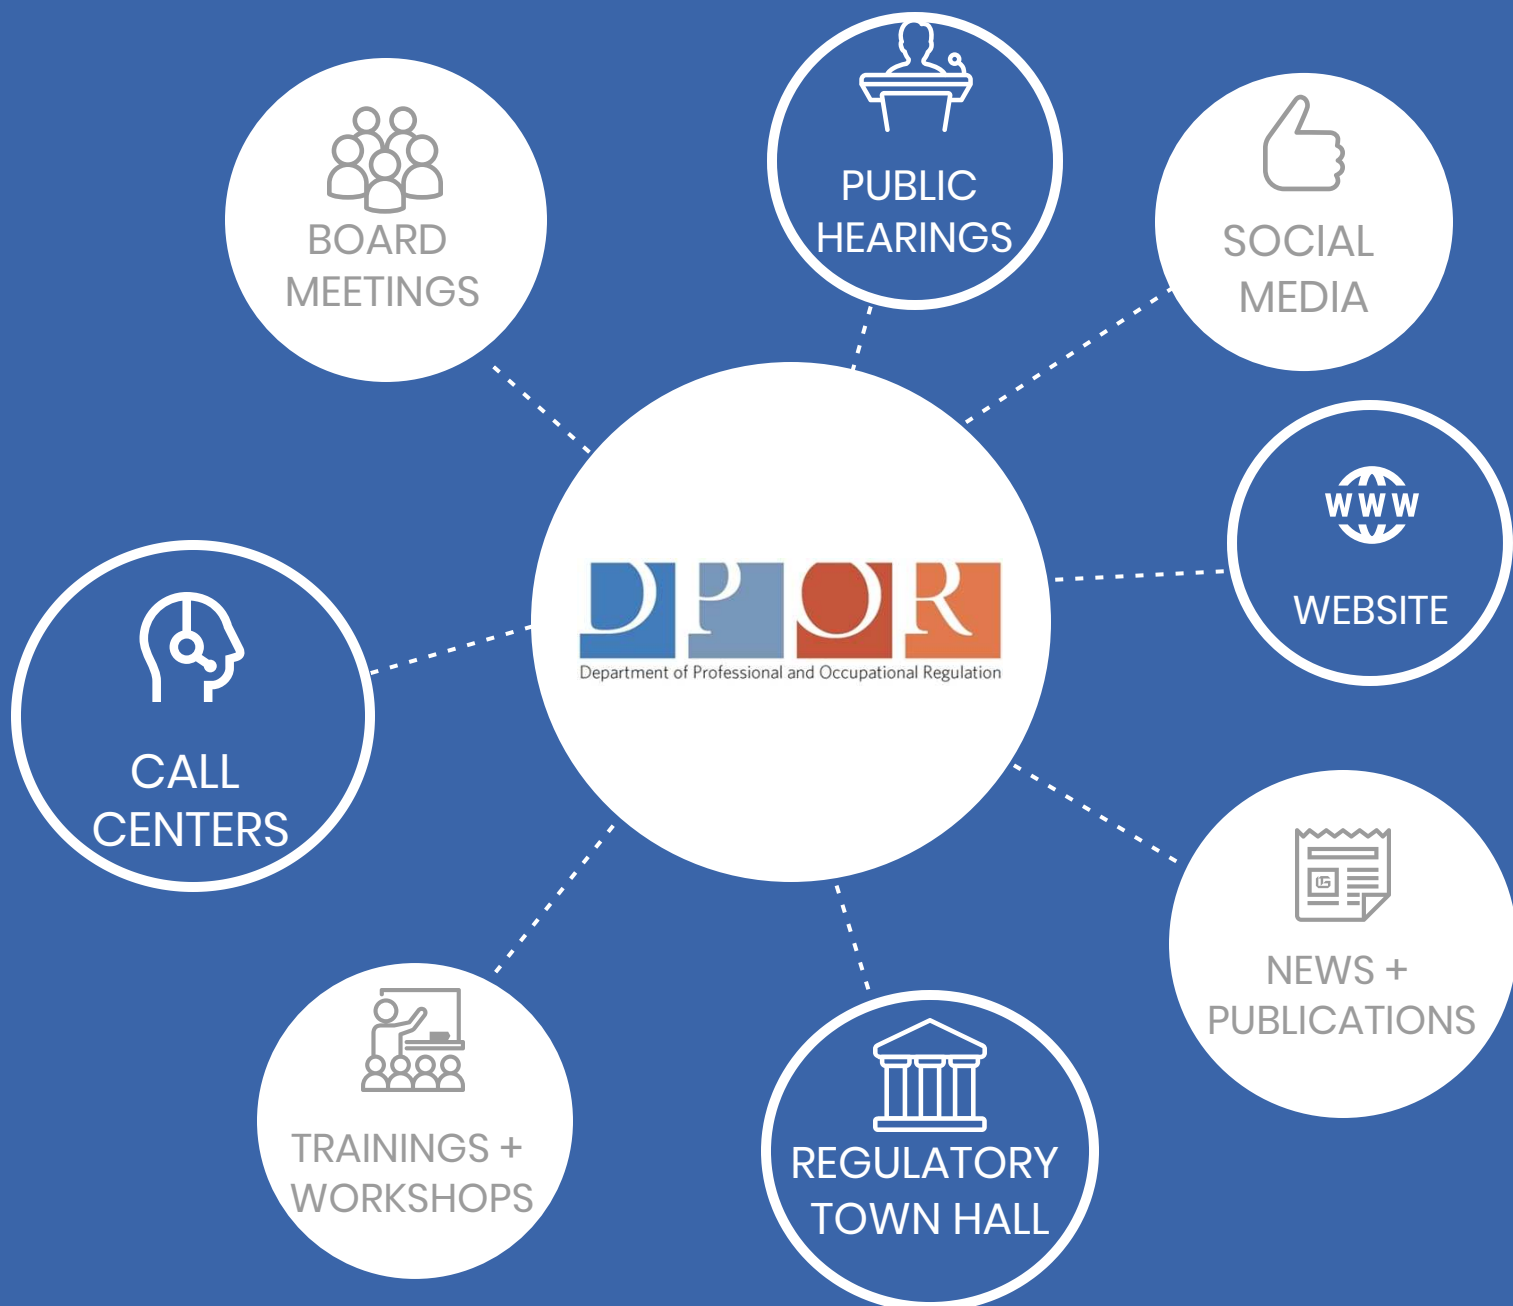 PUBLIC
HEARINGS
BOARD
MEETINGS
SOCIAL
MEDIA
WWW
WEBSITE
DPOR
Department of Professional and Occupational Regulation
CALL
CENTERS
NEWS +
PUBLICATIONS
TRAININGS +
WORKSHOPS
REGULATORY
TOWN HALL